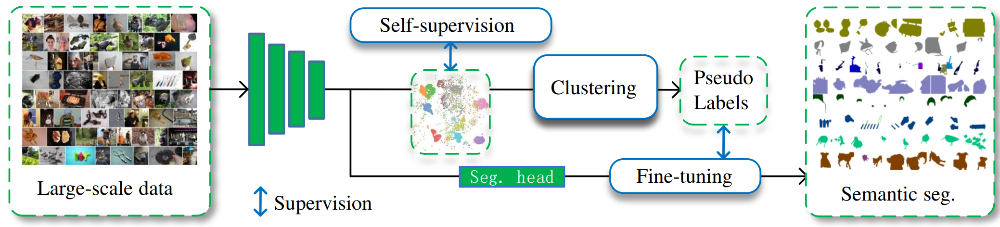 Large-scale data
Supervision
Self-supervision
Clustering
Pseudo
Labels
Seg. head
Fine-tuning
Semantic seg.